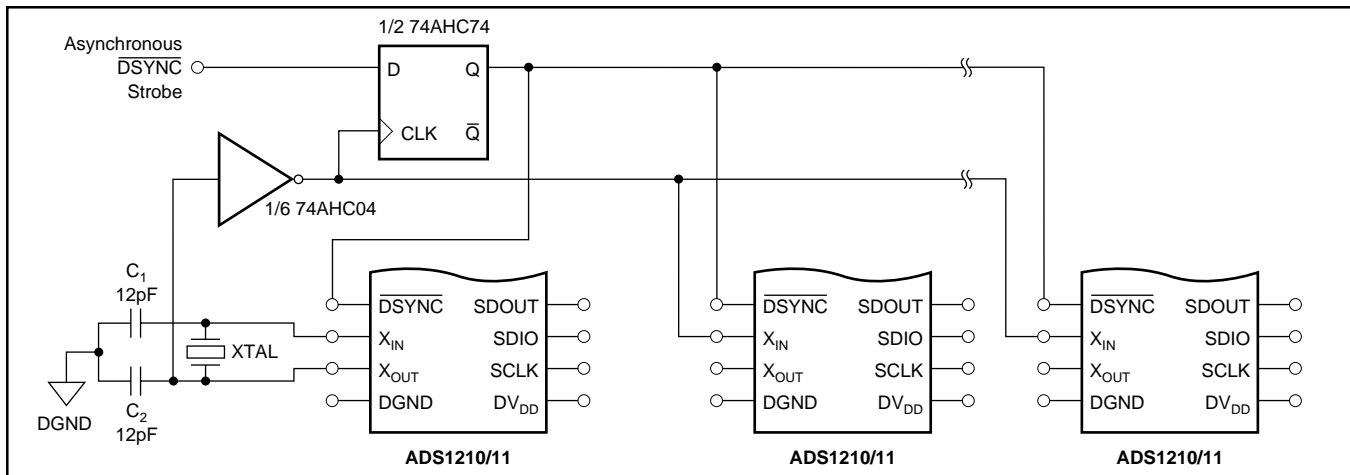 1/2 74AHC74
Asynchronous
DSYNC
Strobe
D Q
CLK Q
1/6 74AHC04
C1
12pF
XTAL
C2
12pF
DGND
DSYNC SDOUT
XIN SDIO
XOUT SCLK
DGND DVDD
ADS1210/11
DSYNC SDOUT
XIN SDIO
XOUT SCLK
DGND DVDD
ADS1210/11
DSYNC SDOUT
XIN SDIO
XOUT SCLK
DGND DVDD
ADS1210/11